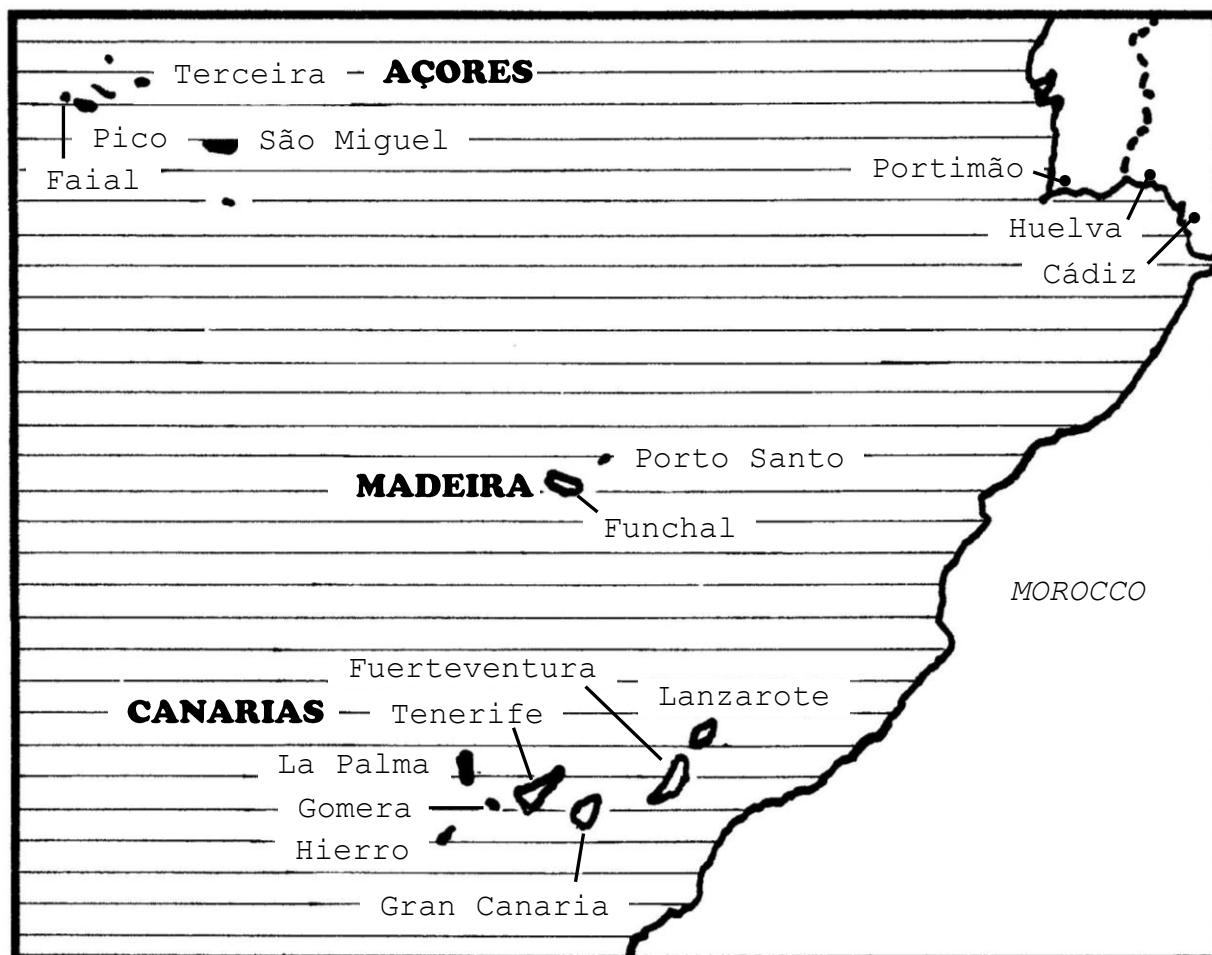 Terceira
AÇORES
Pico
São Miguel
Faial
Portimão
Huelva
Cádiz
Porto Santo
MADEIRA
Funchal
MOROCCO
Fuerteventura
Lanzarote
CANARIAS
Tenerife
La Palma
Gomera
Hierro
Gran Canaria